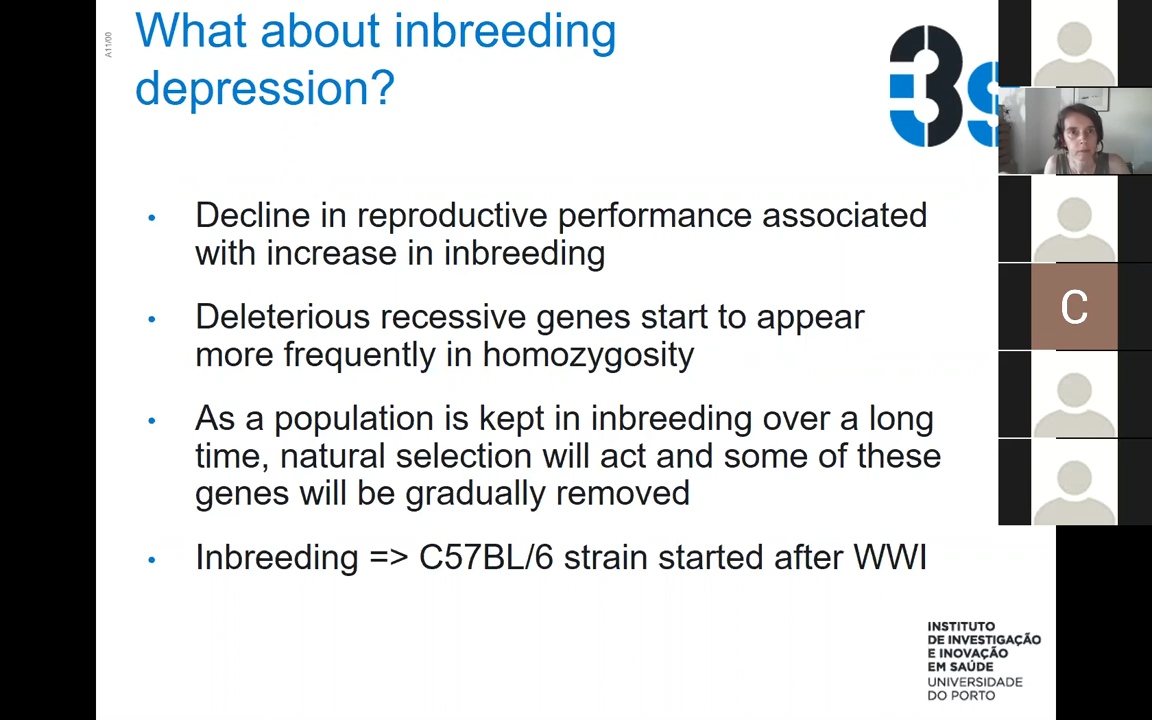 What about inbreeding
depression?
A11/00
3s
Decline in reproductive performance associated
with increase in inbreeding
Deleterious recessive genes start to appear
more frequently in homozygosity
C
As a population is kept in inbreeding over a long
time, natural selection will act and some of these
genes will be gradually removed
Inbreeding => C57BL/6 strain started after WWI
INSTITUTO
DE INVESTIGAÇÃO
E INOVAÇÃO
EM SAÚDE
UNIVERSIDADE
DO PORTO